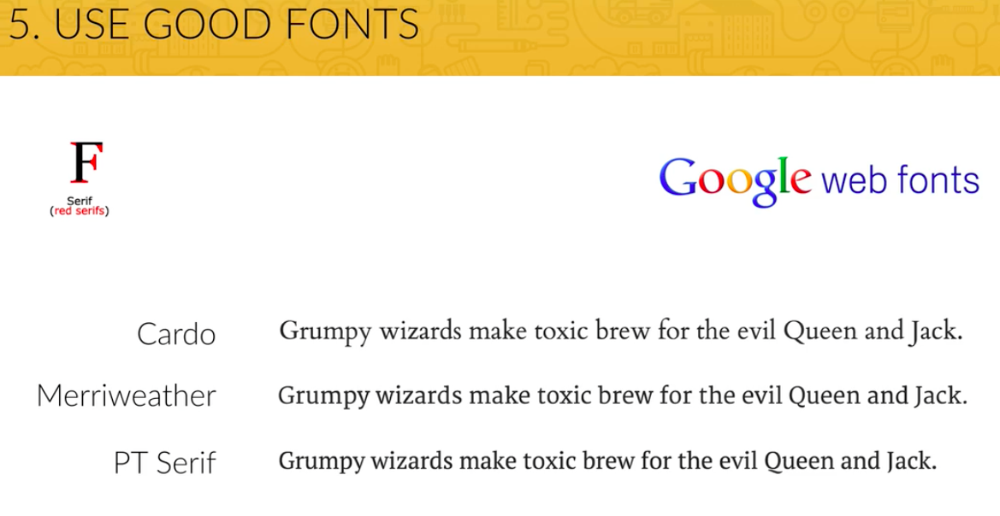 5. USE GOOD FONTS
F
Serif
(red serifs)
Google web fonts
Cardo Grumpy wizards make toxic brew for the evil Queen and Jack.
Merriweather Grumpy wizards make toxic brew for the evil Queen and Jack.
PT Serif Grumpy wizards make toxic brew for the evil Queen and Jack.